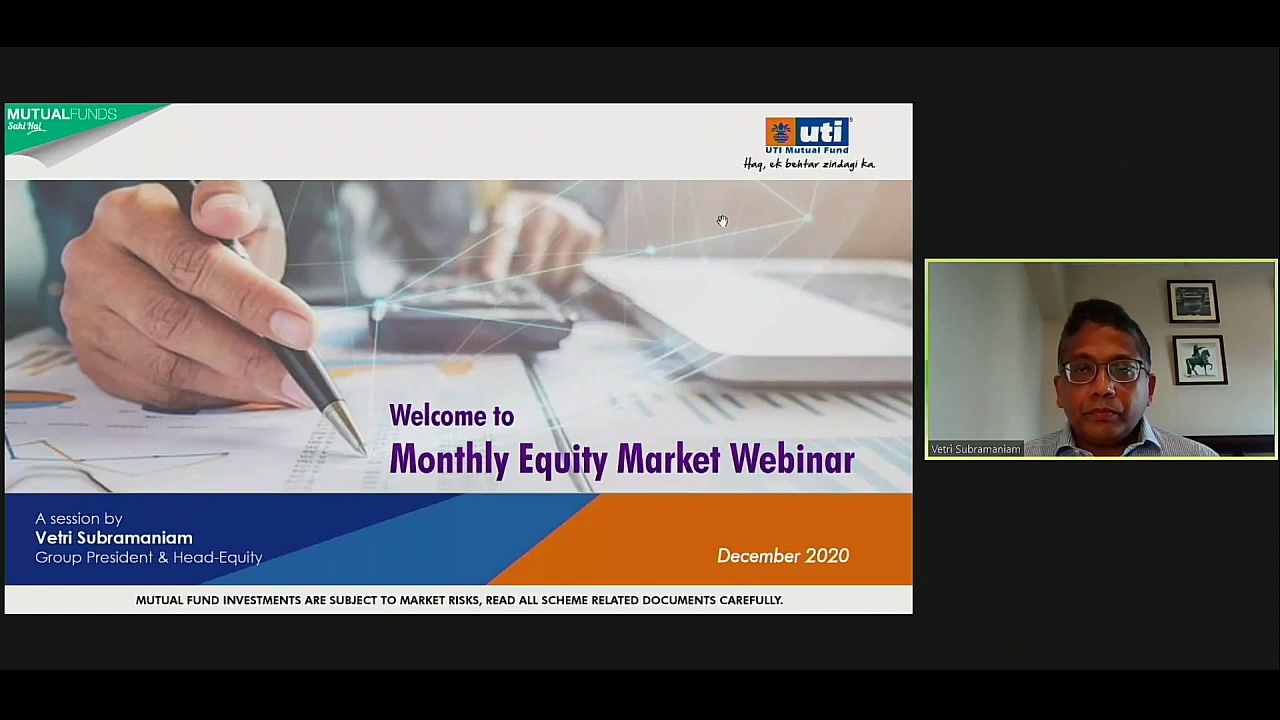 MUTUALFUNDS
Sahi Hai
uti
UTI Mutual Fund
Haq, ek behtar zindagi ka.
Welcome to
Monthly Equity Market Webinar
A session by
Vetri Subramaniam
Group President & Head-Equity
December 2020
MUTUAL FUND INVESTMENTS ARE SUBJECT TO MARKET RISKS, READ ALL SCHEME RELATED DOCUMENTS CAREFULLY.
Vetri Subramaniam